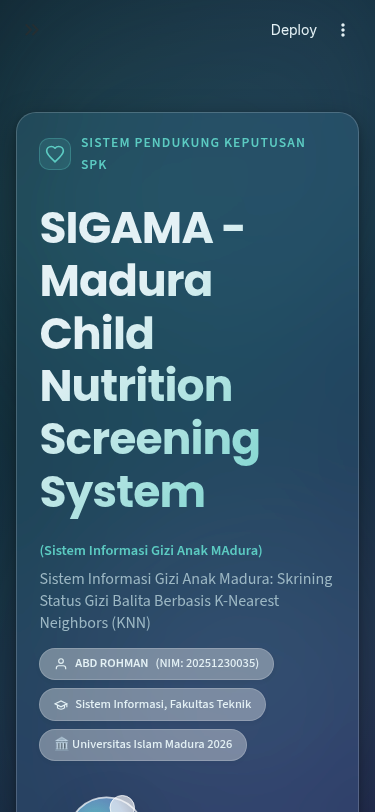 Deploy
SISTEM PENDUKUNG KEPUTUSAN
SPK
SIGAMA -
Madura
Child
Nutrition
Screening
System
(Sistem Informasi Gizi Anak MAdura)
Sistem Informasi Gizi Anak Madura: Skrining
Status Gizi Balita Berbasis K-Nearest
Neighbors (KNN)
ABD ROHMAN (NIM: 20251230035)
Sistem Informasi, Fakultas Teknik
Universitas Islam Madura 2026